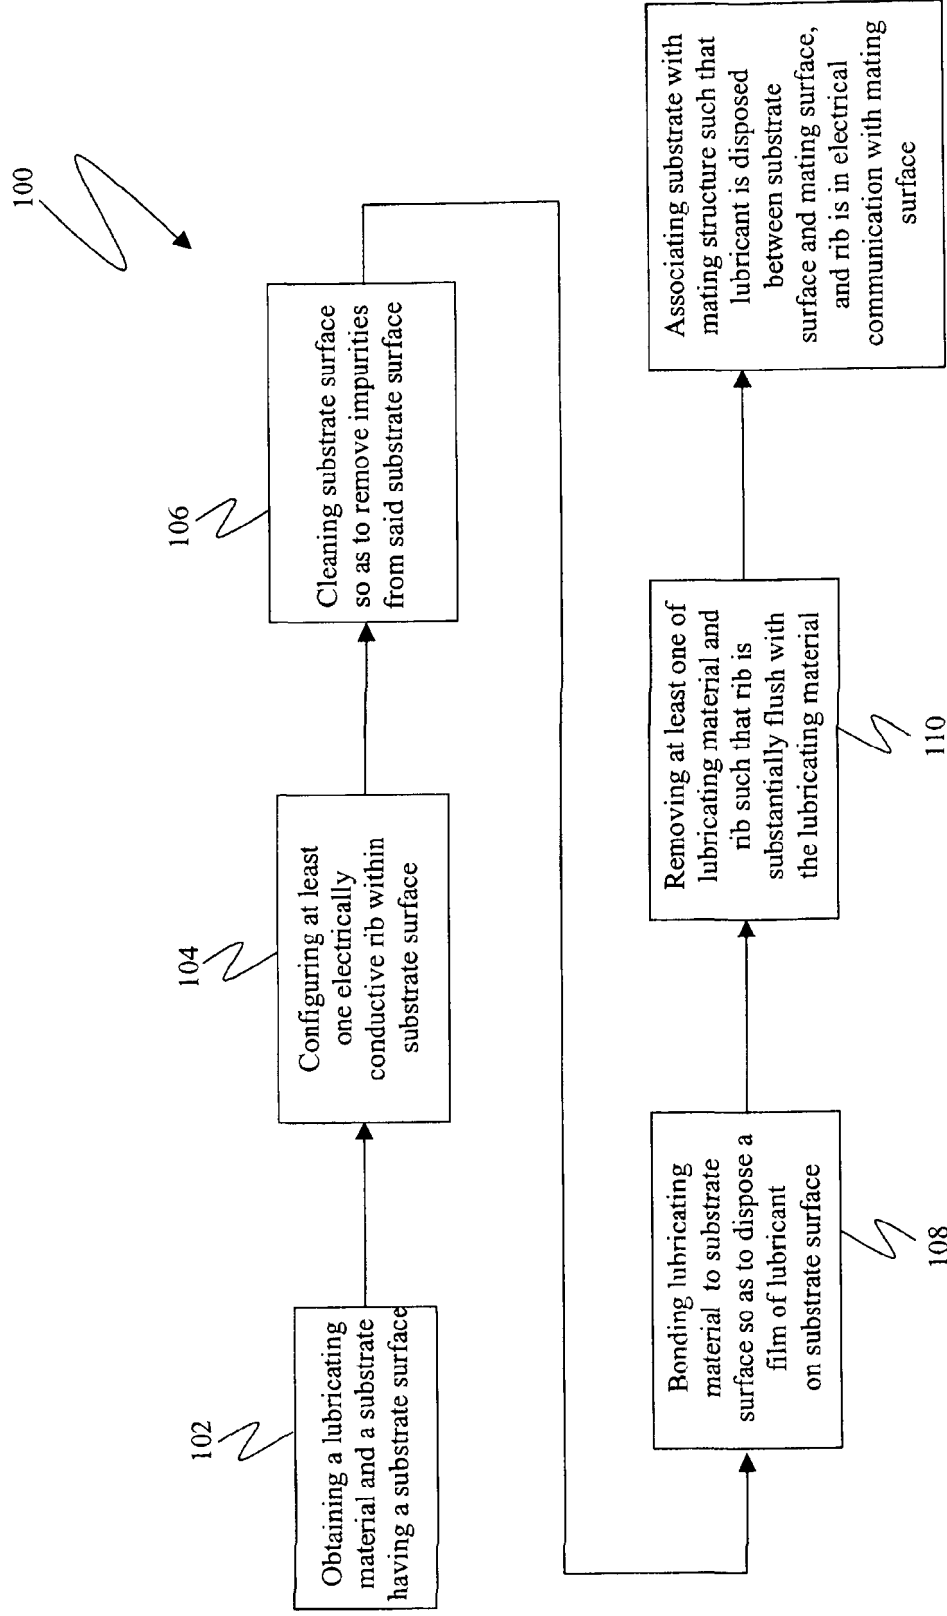 100
102
Obtaining a lubricating
material and a substrate
having a substrate surface
104
Configuring at least
one electrically
conductive rib within
substrate surface
106
Cleaning substrate surface
so as to remove impurities
from said substrate surface
Bonding lubricating
material to substrate
surface so as to dispose a
film of lubricant
on substrate surface
108
Removing at least one of
lubricating material and
rib such that rib is
substantially flush with
the lubricating material
110
Associating substrate with
mating structure such that
lubricant is disposed
between substrate
surface and mating surface,
and rib is in electrical
communication with mating
surface